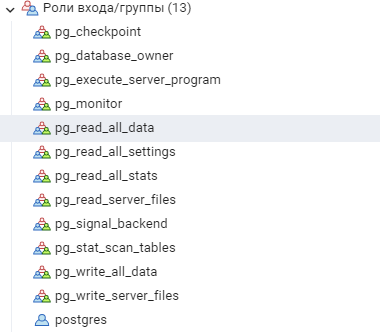 Роли входа/группы (13)
pg_checkpoint
pg_database_owner
pg_execute_server_program
pg_monitor
pg_read_all_data
pg_read_all_settings
pg_read_all_stats
pg_read_server_files
pg_signal_backend
pg_stat_scan_tables
pg_write_all_data
pg_write_server_files
postgres